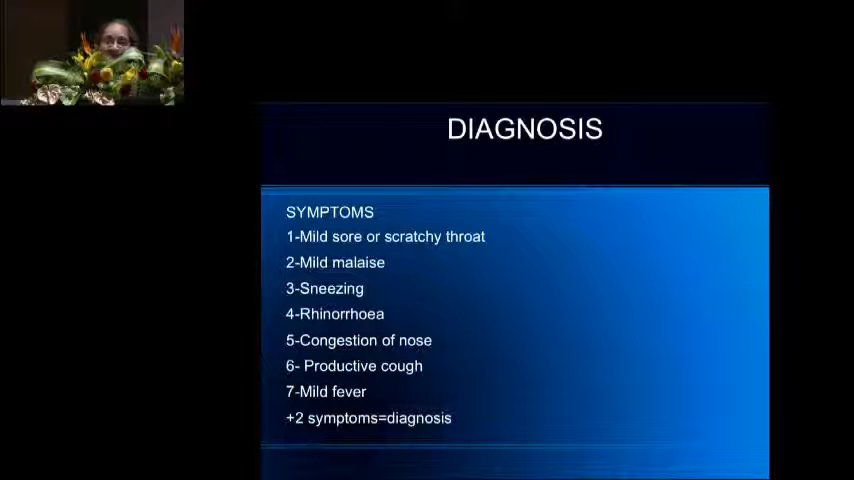 DIAGNOSIS
SYMPTOMS
1-Mild sore or scratchy throat
2-Mild malaise
3-Sneezing
4-Rhinorrhoea
5-Congestion of nose
6- Productive cough
7-Mild fever
+2 symptoms=diagnosis